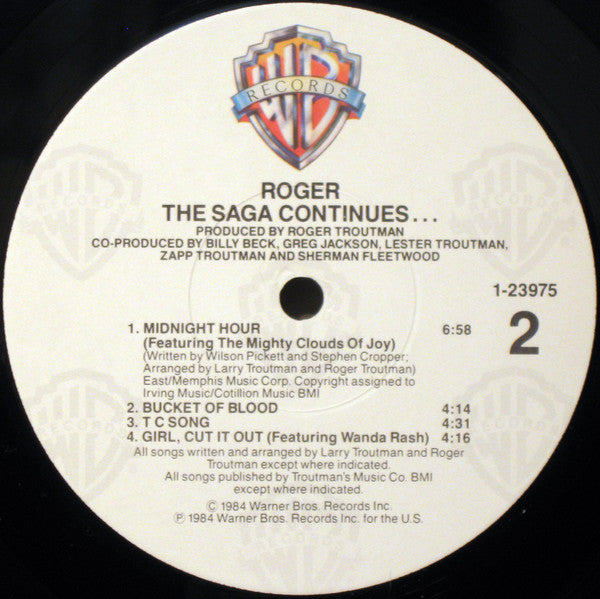 WB
RECORDS
®
ROGER
THE SAGA CONTINUES...
PRODUCED BY ROGER TROUTMAN
CO-PRODUCED BY BILLY BECK, GREG JACKSON, LESTER TROUTMAN,
ZAPP TROUTMAN AND SHERMAN FLEETWOOD
1-23975
2
1. MIDNIGHT HOUR 6:58
(Featuring The Mighty Clouds Of Joy)
(Written by Wilson Pickett and Stephen Cropper;
Arranged by Larry Troutman and Roger Troutman)
East/Memphis Music Corp. Copyright assigned to
Irving Music/Cotillion Music BMI
2. BUCKET OF BLOOD 4:14
3. T C SONG 4:31
4. GIRL, CUT IT OUT (Featuring Wanda Rash) 4:16
All songs written and arranged by Larry Troutman and Roger
Troutman except where indicated.
All songs published by Troutman's Music Co. BMI
except where indicated.
© 1984 Warner Bros. Records Inc.
℗ 1984 Warner Bros. Records Inc. for the U.S.